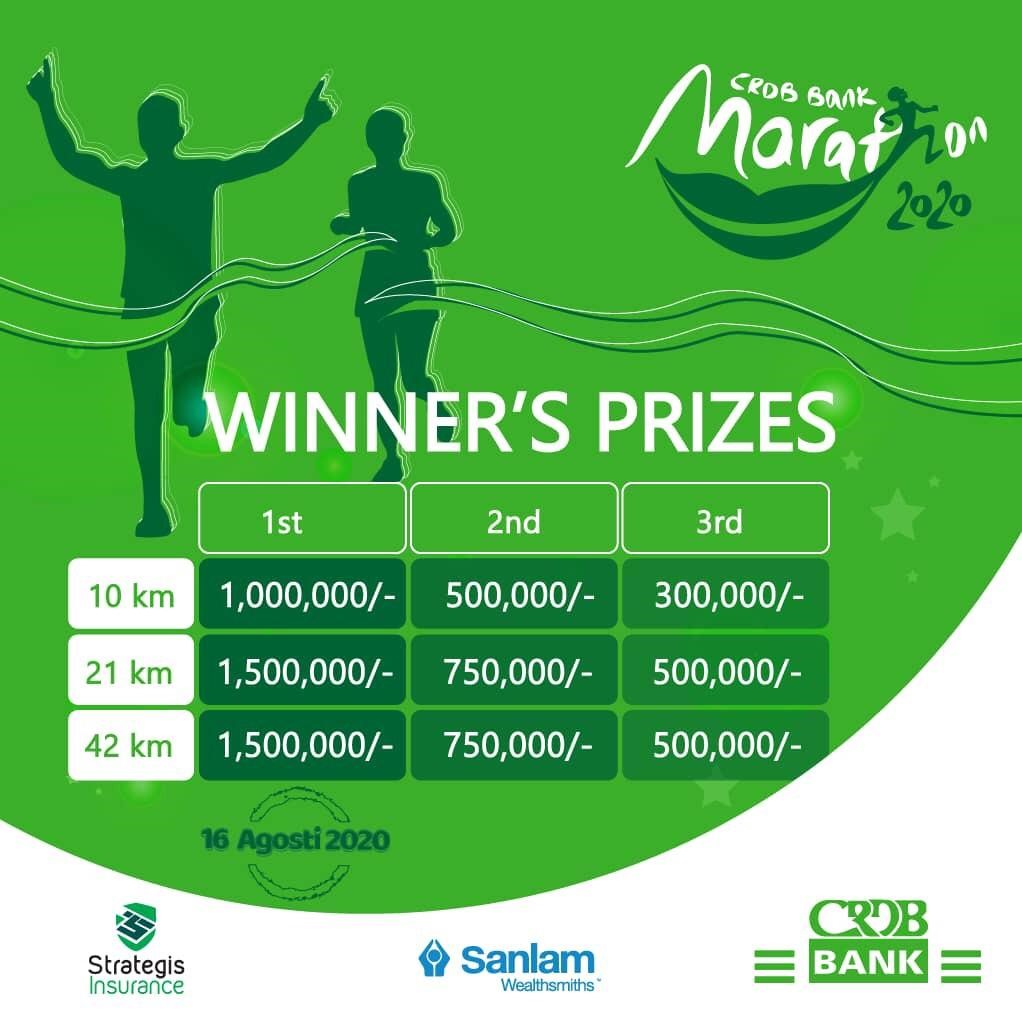 CRDB Bank
Marathon
2020
WINNER'S PRIZES
1st 2nd 3rd
10 km 1,000,000/- 500,000/- 300,000/-
21 km 1,500,000/- 750,000/- 500,000/-
42 km 1,500,000/- 750,000/- 500,000/-
16 Agosti 2020
Strategis
Insurance
Sanlam
Wealthsmiths™
CRDB
BANK